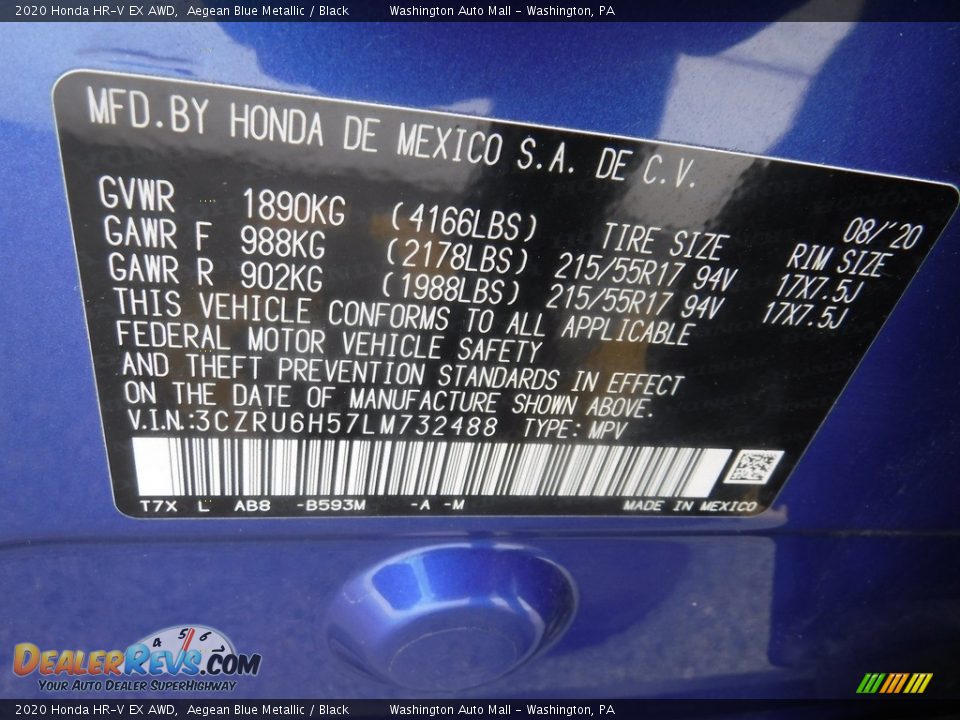 2020 Honda HR-V EX AWD, Aegean Blue Metallic / Black Washington Auto Mall - Washington, PA
MFD.BY HONDA DE MEXICO S.A. DE C.V.
08/'20
GVWR 1890KG (4166LBS) TIRE SIZE RIM SIZE
GAWR F 988KG (2178LBS) 215/55R17 94V 17X7.5J
GAWR R 902KG (1988LBS) 215/55R17 94V 17X7.5J
THIS VEHICLE CONFORMS TO ALL APPLICABLE
FEDERAL MOTOR VEHICLE SAFETY
AND THEFT PREVENTION STANDARDS IN EFFECT
ON THE DATE OF MANUFACTURE SHOWN ABOVE.
V.I.N.:3CZRU6H57LM732488 TYPE: MPV
T7X L AB8 -B593M -A -M MADE IN MEXICO
4 5 6 7
DEALERREVS.COM
YOUR AUTO DEALER SUPERHIGHWAY
2020 Honda HR-V EX AWD, Aegean Blue Metallic / Black Washington Auto Mall - Washington, PA